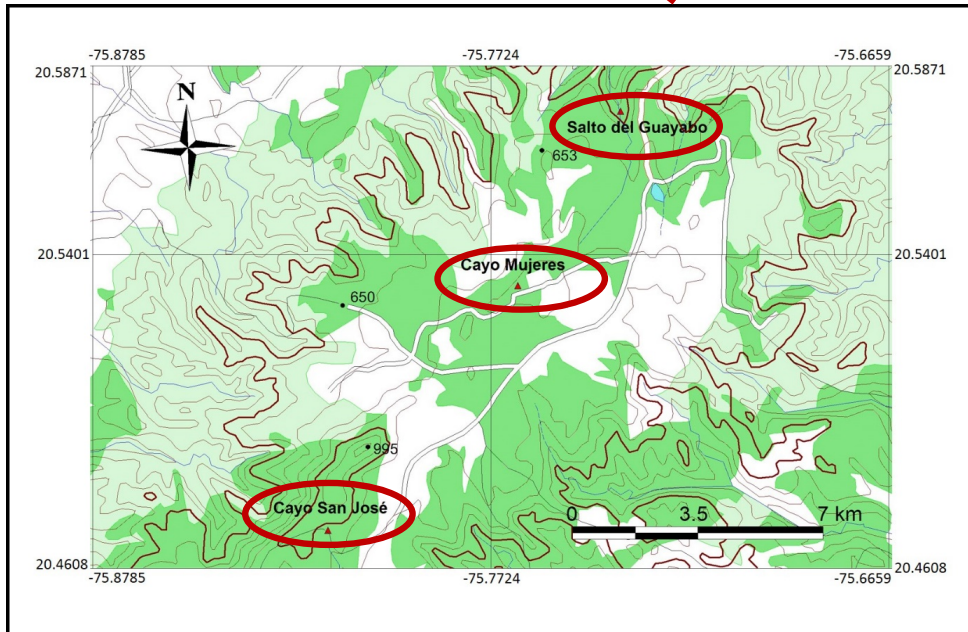 -75.8785 -75.7724 -75.6659
20.5871 20.5871
N
Salto del Guayabo
653
20.5401 20.5401
Cayo Mujeres
650
995
Cayo San José
0 3.5 7 km
20.4608 20.4608
-75.8785 -75.7724 -75.6659